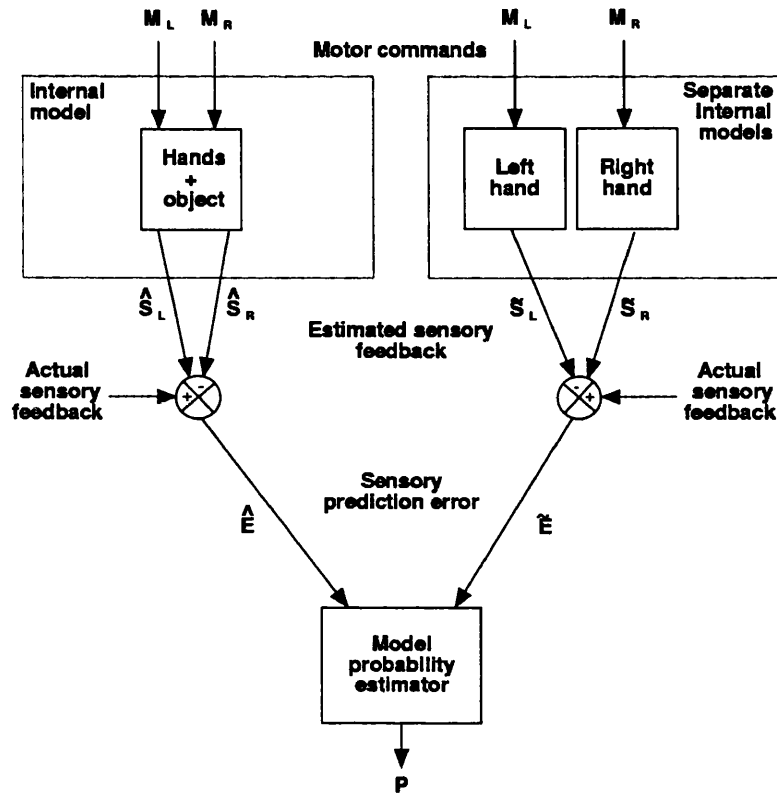 M L M R
M L M R
Motor commands
Internal
model
Separate
internal
models
Hands
+
object
Left
hand
Right
hand
Ŝ L
Ŝ R
S̃ L
S̃ R
Estimated sensory
feedback
Actual
sensory
feedback
+ -
- +
Actual
sensory
feedback
Sensory
prediction error
Ê
Ẽ
Model
probability
estimator
P